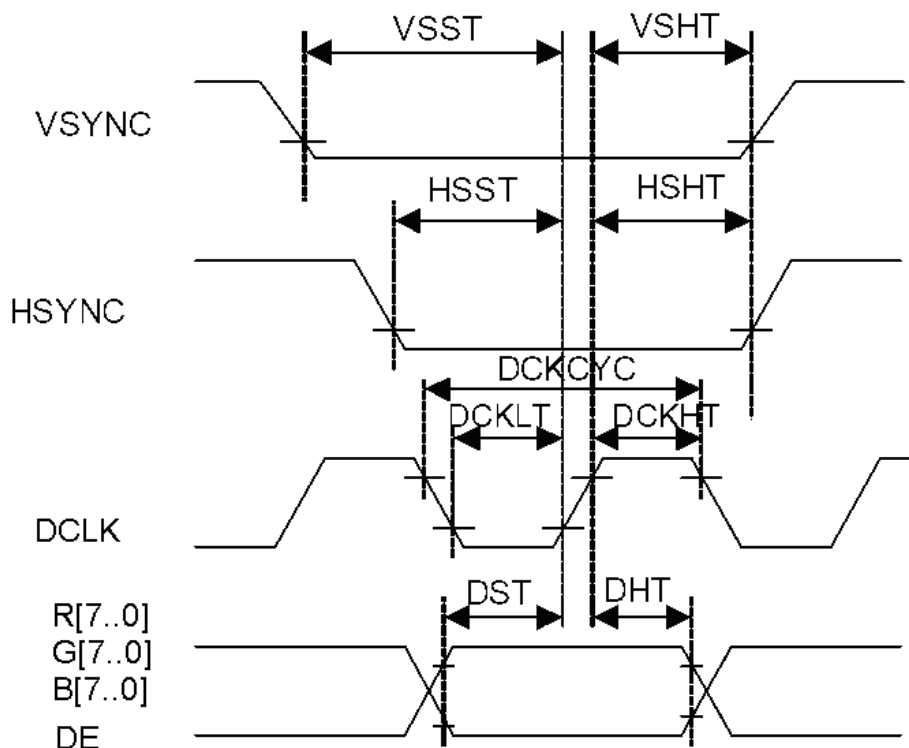 VSST VSHT
VSYNC
HSST HSHT
HSYNC
DCKCYC
DCKLT DCKHT
DCLK
DST DHT
R[7..0]
G[7..0]
B[7..0]
DE